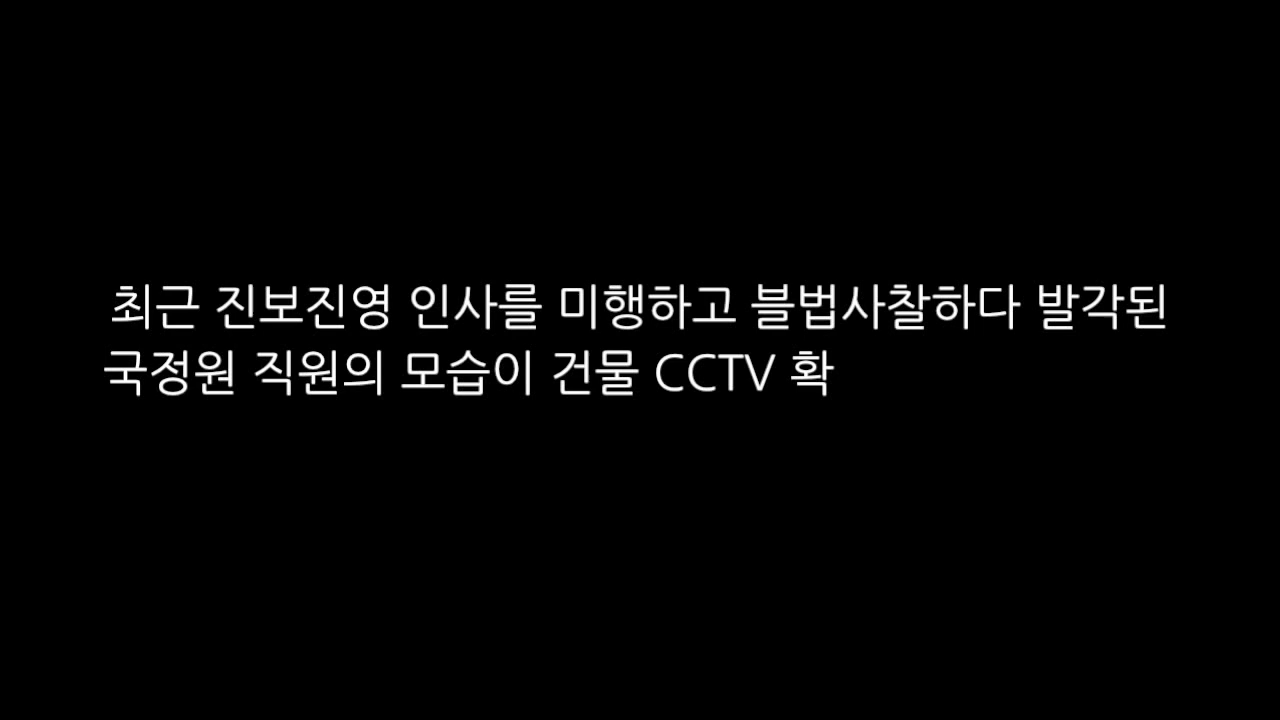 최근 진보진영 인사를 미행하고 불법사찰하다 발각된
국정원 직원의 모습이 건물 CCTV 확